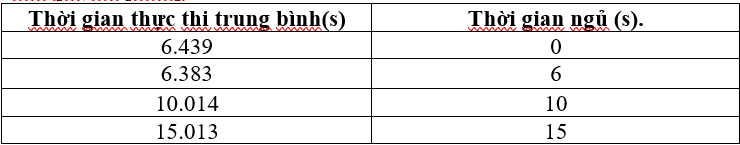 Thời gian thực thi trung bình(s) Thời gian ngủ (s).
6.439 0
6.383 6
10.014 10
15.013 15